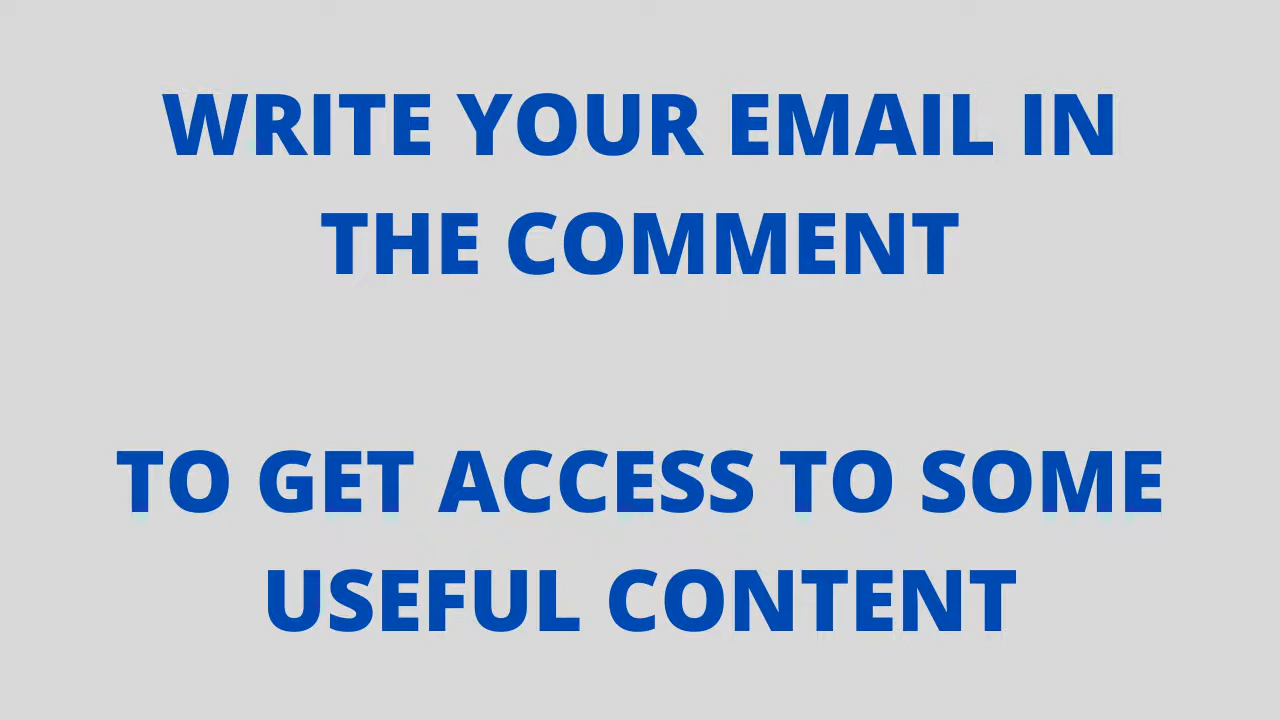 WRITE YOUR EMAIL IN
THE COMMENT
TO GET ACCESS TO SOME
USEFUL CONTENT